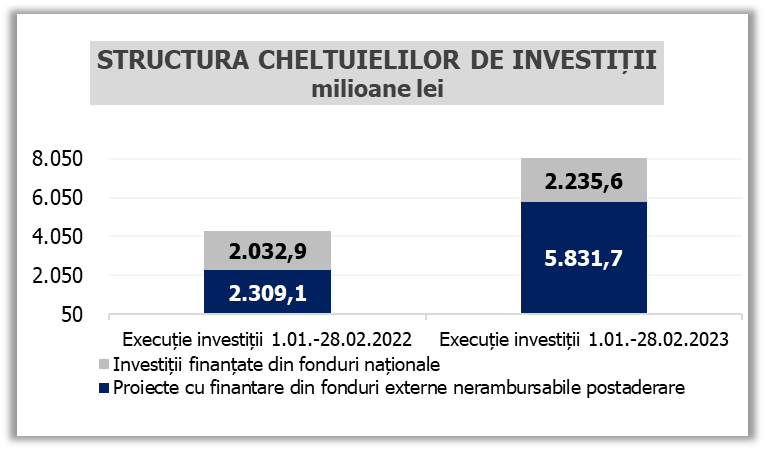 STRUCTURA CHELTUIELILOR DE INVESTIȚII
milioane lei
8.050
6.050
4.050
2.050
50
2.032,9
2.309,1
2.235,6
5.831,7
Execuție investiții 1.01.-28.02.2022
Execuție investiții 1.01.-28.02.2023
Investiții finanțate din fonduri naționale
Proiecte cu finantare din fonduri externe nerambursabile postaderare